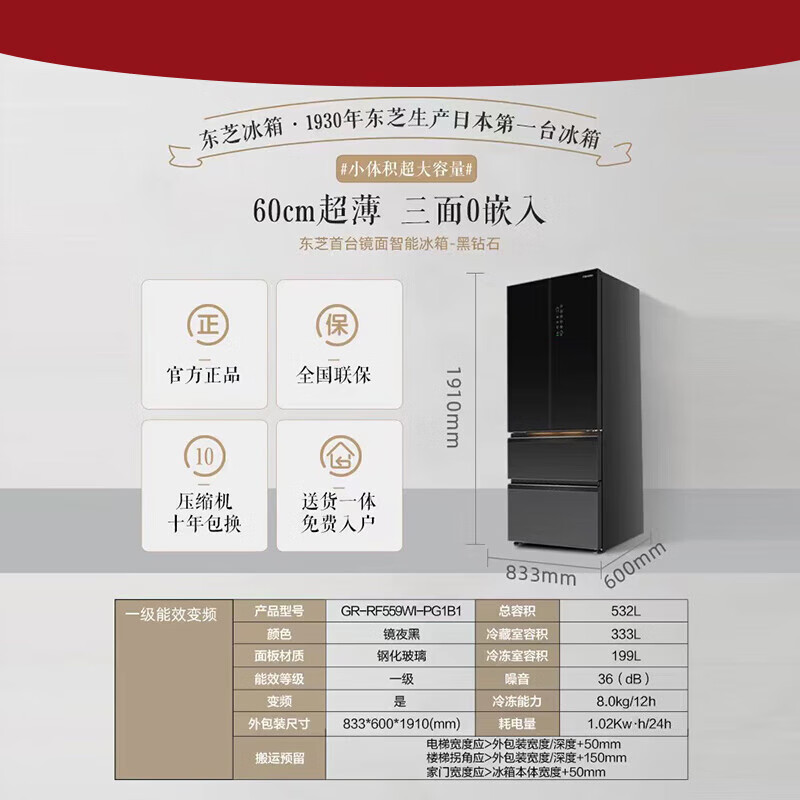 东芝冰箱·1930年东芝生产日本第一台冰箱
#小体积超大容量#
60cm超薄 三面0嵌入
东芝首台镜面智能冰箱-黑钻石
正
官方正品
保
全国联保
10
压缩机
十年包换
送货一体
免费入户
1910mm
833mm
600mm
一级能效变频
产品型号 GR-RF559WI-PG1B1 总容积 532L
颜色 镜夜黑 冷藏室容积 333L
面板材质 钢化玻璃 冷冻室容积 199L
能效等级 一级 噪音 36（dB）
变频 是 冷冻能力 8.0kg/12h
外包装尺寸 833*600*1910(mm) 耗电量 1.02Kw·h/24h
搬运预留
电梯宽度应>外包装宽度/深度+50mm
楼梯拐角应>外包装宽度/深度+150mm
家门宽度应>冰箱本体宽度+50mm